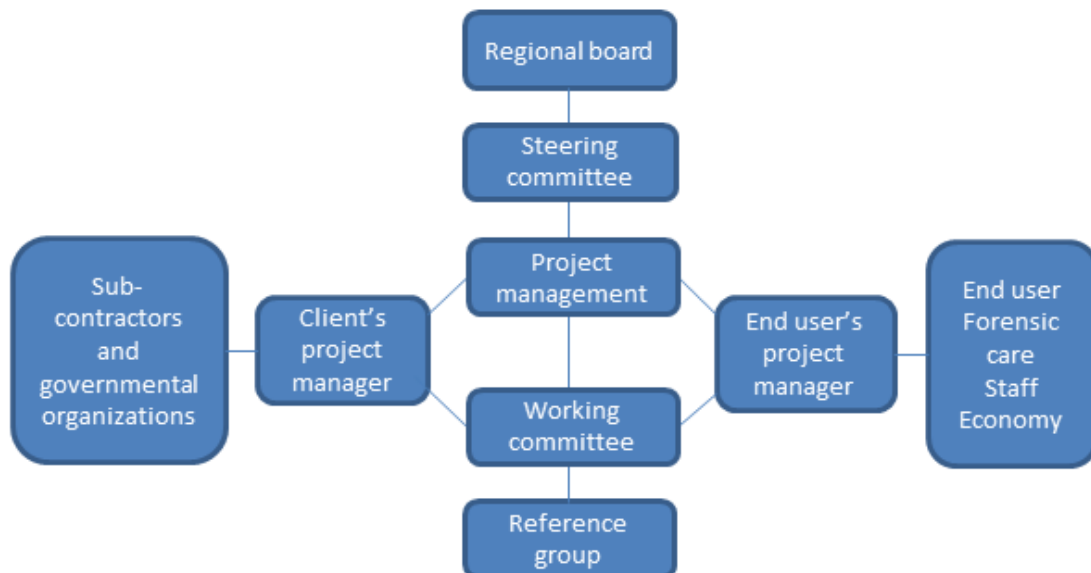 Regional board
Steering
committee
Project
management
Sub-
contractors
and
governmental
organizations
Client's
project
manager
End user's
project
manager
End user
Forensic
care
Staff
Economy
Working
committee
Reference
group